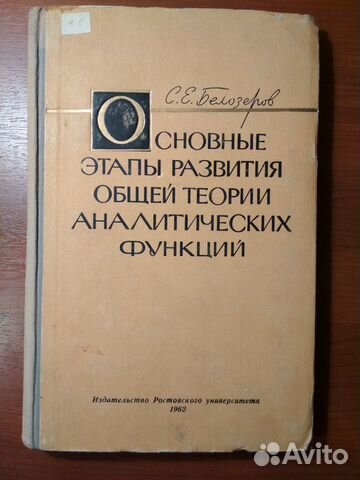 С.Е.Белозеров
ОСНОВНЫЕ
ЭТАПЫ РАЗВИТИЯ
ОБЩЕЙ ТЕОРИИ
АНАЛИТИЧЕСКИХ
ФУНКЦИЙ
Издательство Ростовского университета
1962
Avito